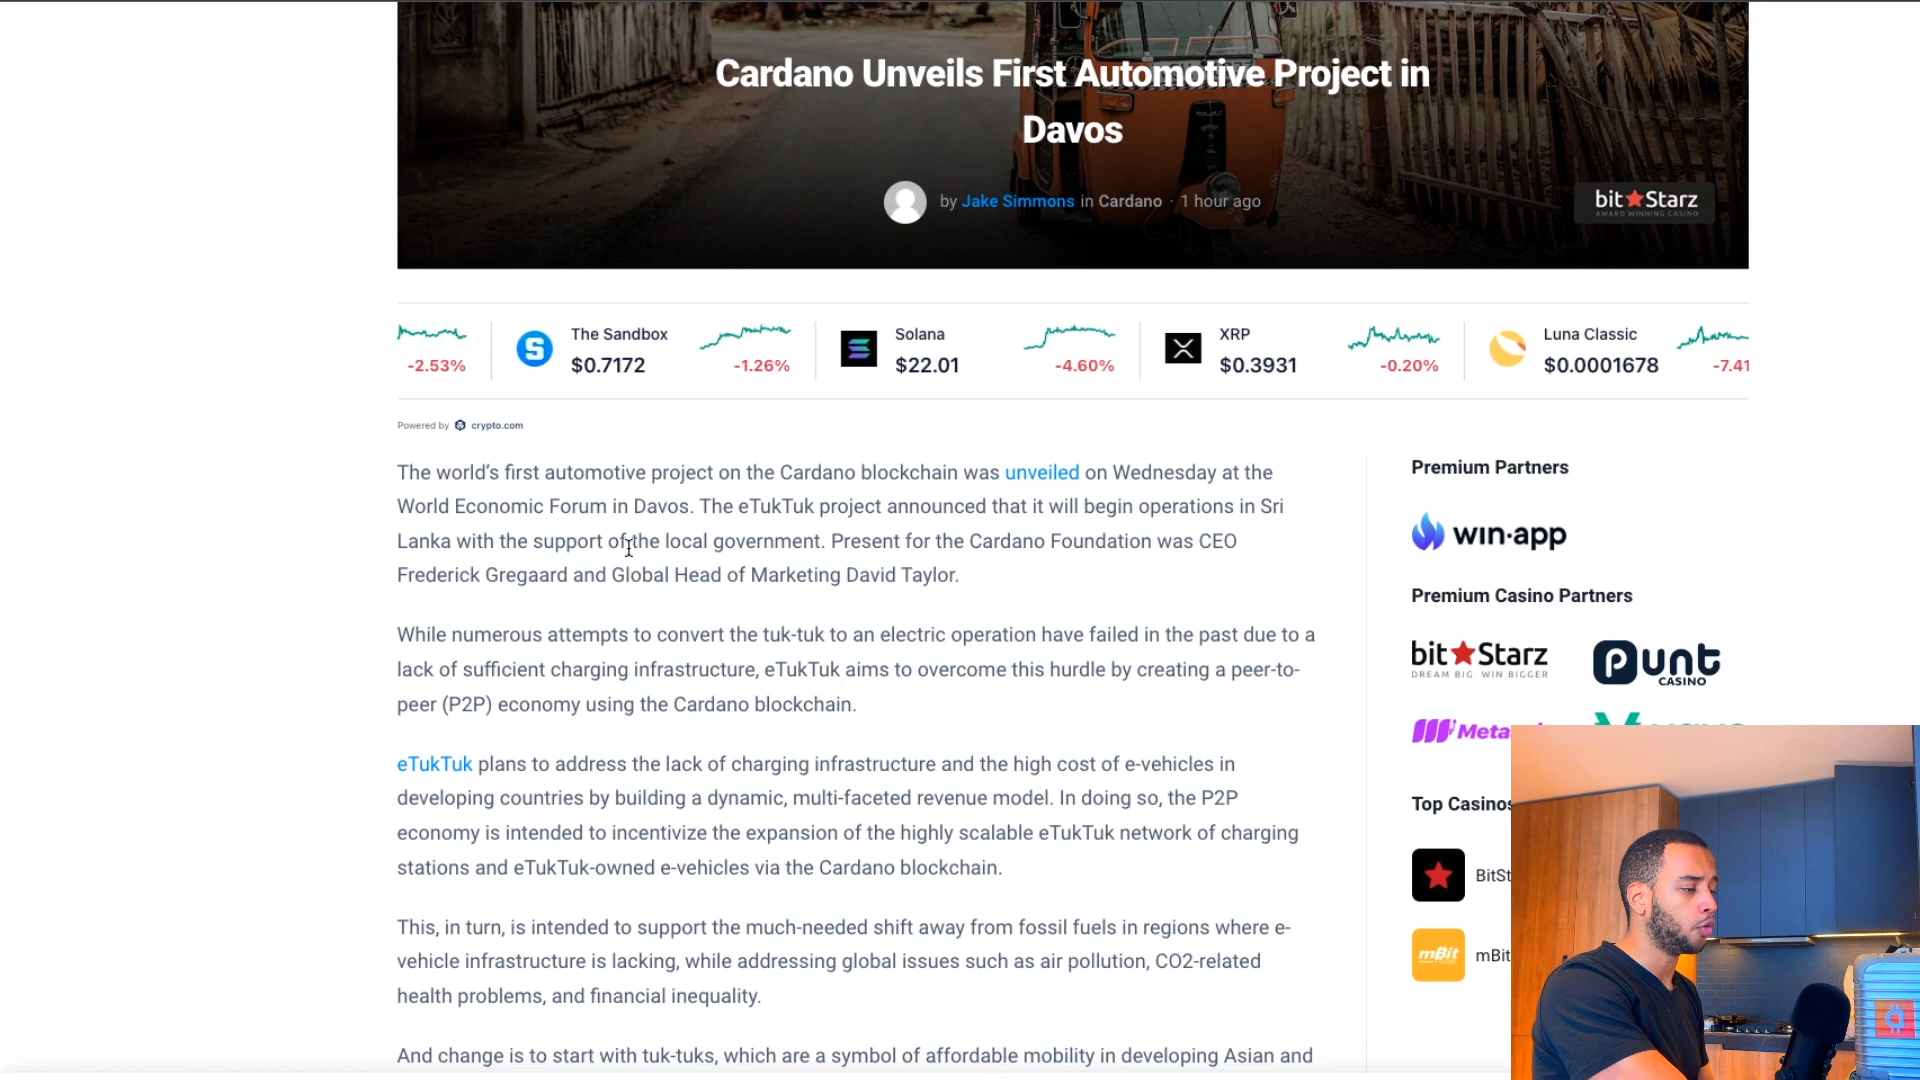 Cardano Unveils First Automotive Project in
Davos
by Jake Simmons in Cardano · 1 hour ago
bit Starz
AWARD WINNING CASINO
-2.53%
The Sandbox
$0.7172
-1.26%
Solana
$22.01
-4.60%
XRP
$0.3931
-0.20%
Luna Classic
$0.0001678
-7.41
Powered by crypto.com
The world's first automotive project on the Cardano blockchain was unveiled on Wednesday at the
World Economic Forum in Davos. The eTukTuk project announced that it will begin operations in Sri
Lanka with the support of the local government. Present for the Cardano Foundation was CEO
Frederick Gregaard and Global Head of Marketing David Taylor.
While numerous attempts to convert the tuk-tuk to an electric operation have failed in the past due to a
lack of sufficient charging infrastructure, eTukTuk aims to overcome this hurdle by creating a peer-to-
peer (P2P) economy using the Cardano blockchain.
eTukTuk plans to address the lack of charging infrastructure and the high cost of e-vehicles in
developing countries by building a dynamic, multi-faceted revenue model. In doing so, the P2P
economy is intended to incentivize the expansion of the highly scalable eTukTuk network of charging
stations and eTukTuk-owned e-vehicles via the Cardano blockchain.
This, in turn, is intended to support the much-needed shift away from fossil fuels in regions where e-
vehicle infrastructure is lacking, while addressing global issues such as air pollution, CO2-related
health problems, and financial inequality.
And change is to start with tuk-tuks, which are a symbol of affordable mobility in developing Asian and
Premium Partners
win·app
Premium Casino Partners
bit Starz
DREAM BIG WIN BIGGER
Punt
CASINO
Meta
Top Casinos
BitSt
mBit
mBit